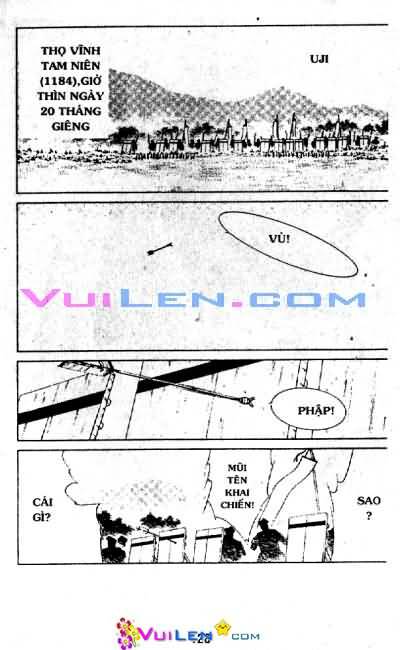 THỌ VĨNH
TAM NIÊN
(1184),GIỜ
THÌN NGÀY
20 THÁNG
GIÊNG
UJI
VÙ!
VUILEN.COM
PHẬP!
CÁI
GÌ?
MŨI
TÊN
KHAI
CHIẾN!
SAO
?
VUILEN.COM